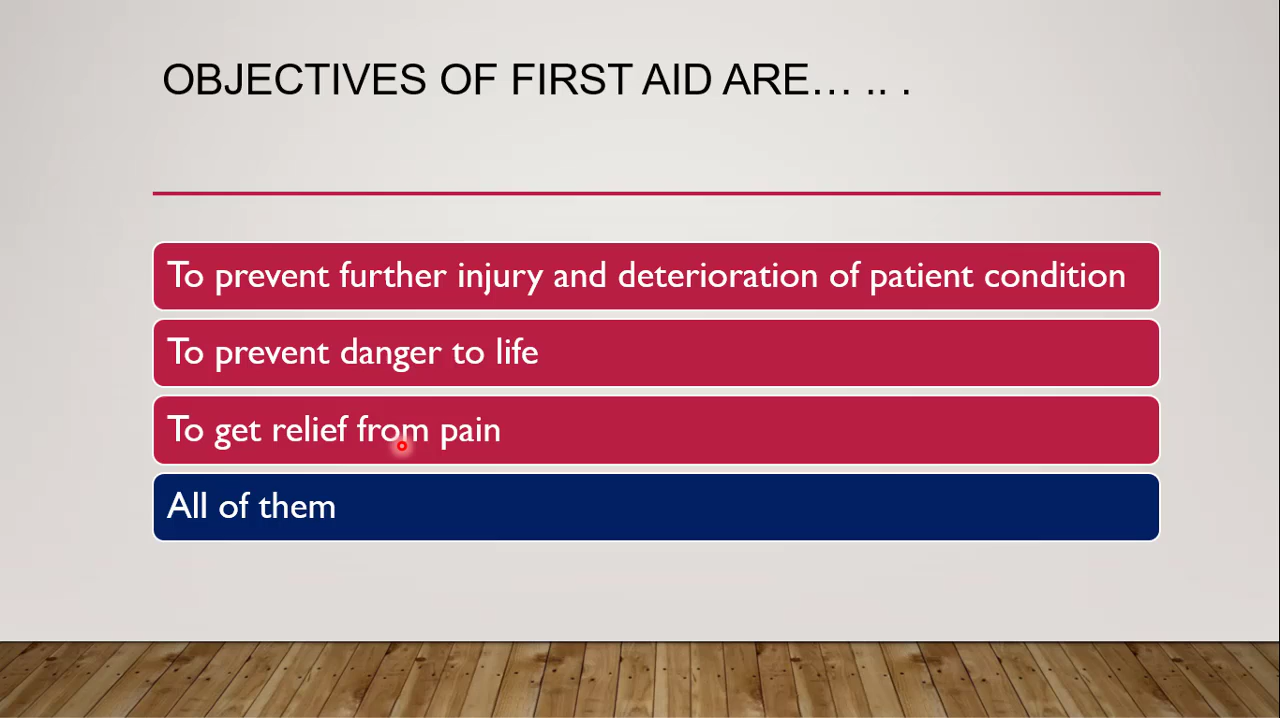 OBJECTIVES OF FIRST AID ARE… .. .
To prevent further injury and deterioration of patient condition
To prevent danger to life
To get relief from pain
All of them